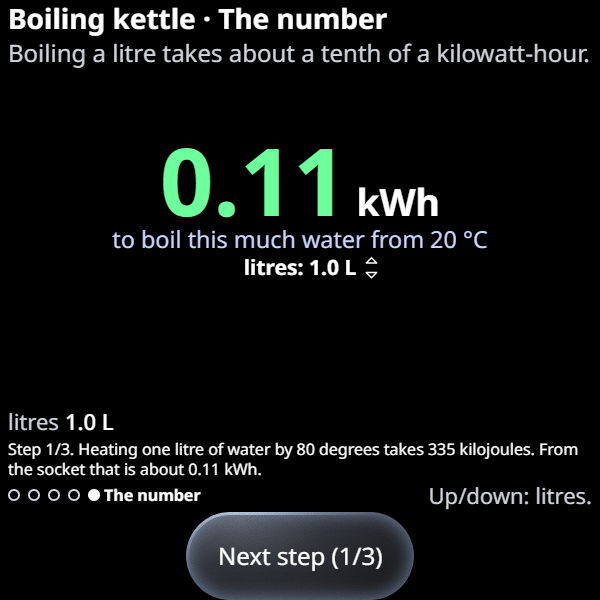 Boiling kettle · The number
Boiling a litre takes about a tenth of a kilowatt-hour.
0.11 kWh
to boil this much water from 20 °C
litres: 1.0 L
litres 1.0 L
Step 1/3. Heating one litre of water by 80 degrees takes 335 kilojoules. From
the socket that is about 0.11 kWh.
The number
Up/down: litres.
Next step (1/3)